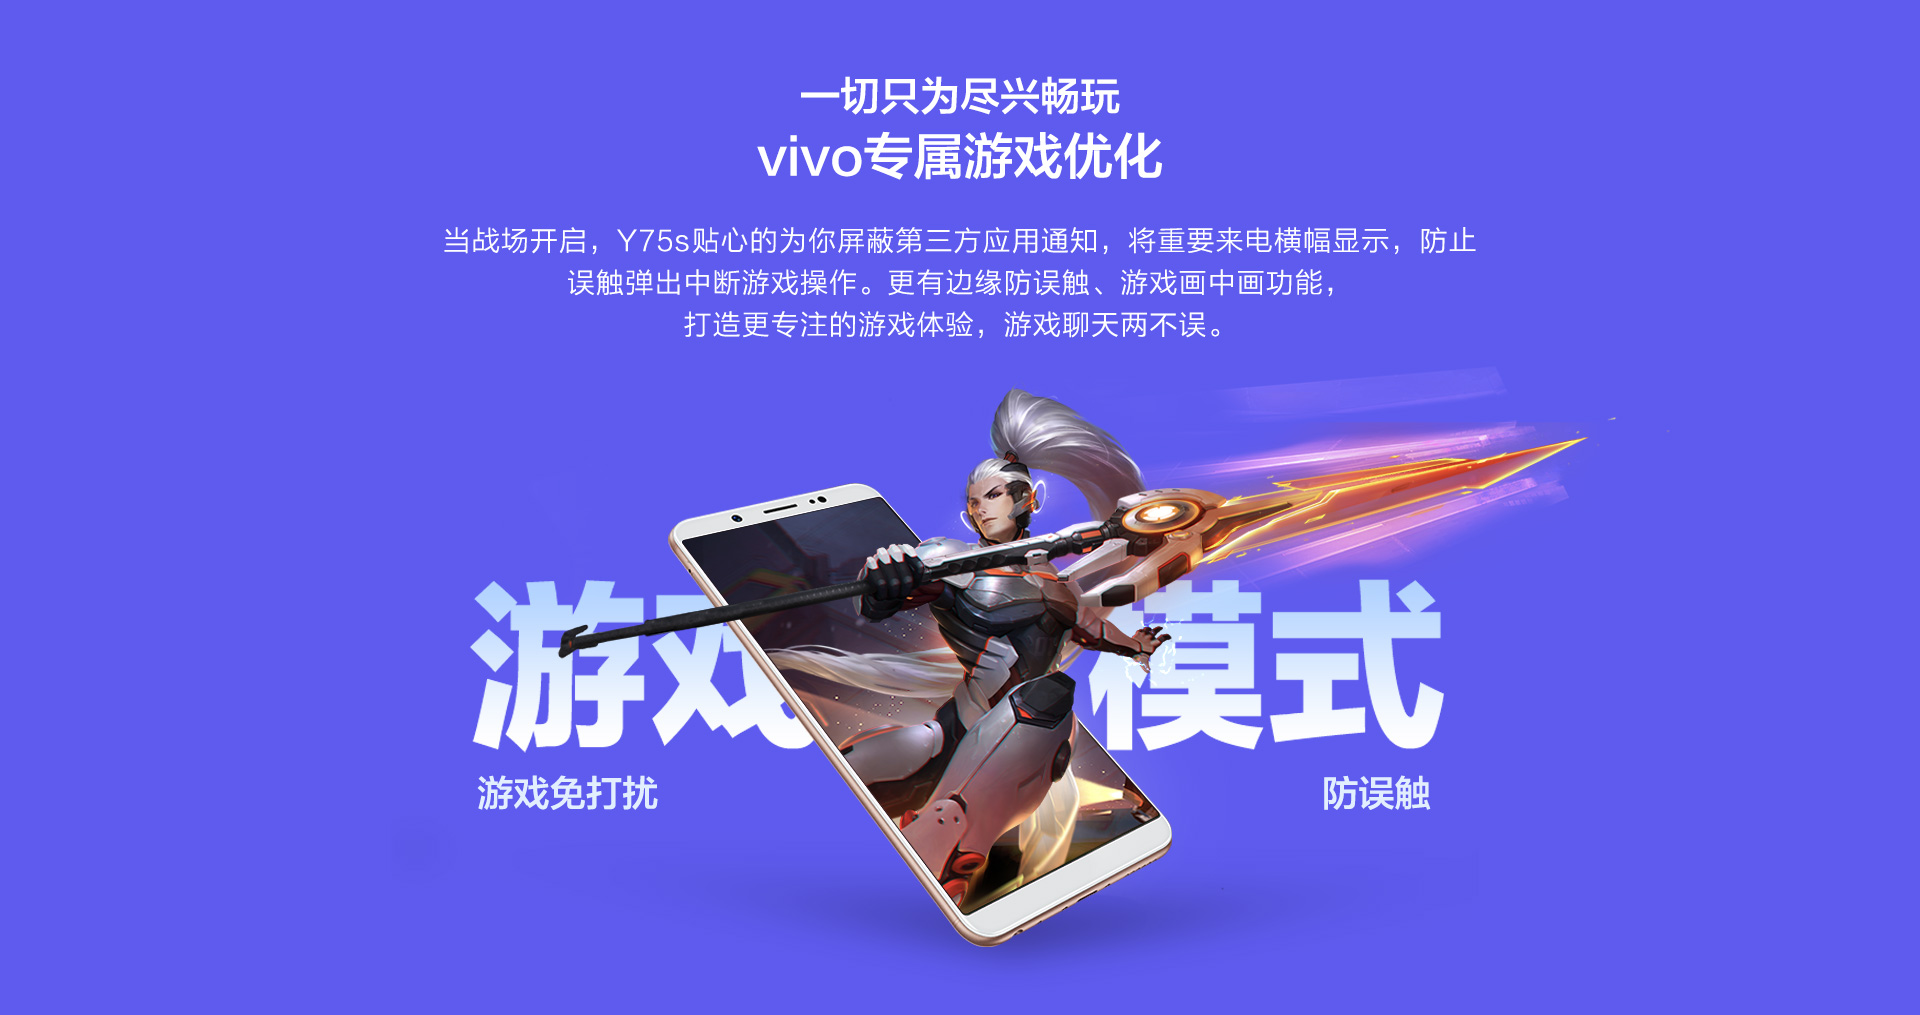 一切只为尽兴畅玩
vivo专属游戏优化
当战场开启，Y75s贴心的为你屏蔽第三方应用通知，将重要来电横幅显示，防止
误触弹出中断游戏操作。更有边缘防误触、游戏画中画功能，
打造更专注的游戏体验，游戏聊天两不误。
游戏 模式
游戏免打扰
防误触